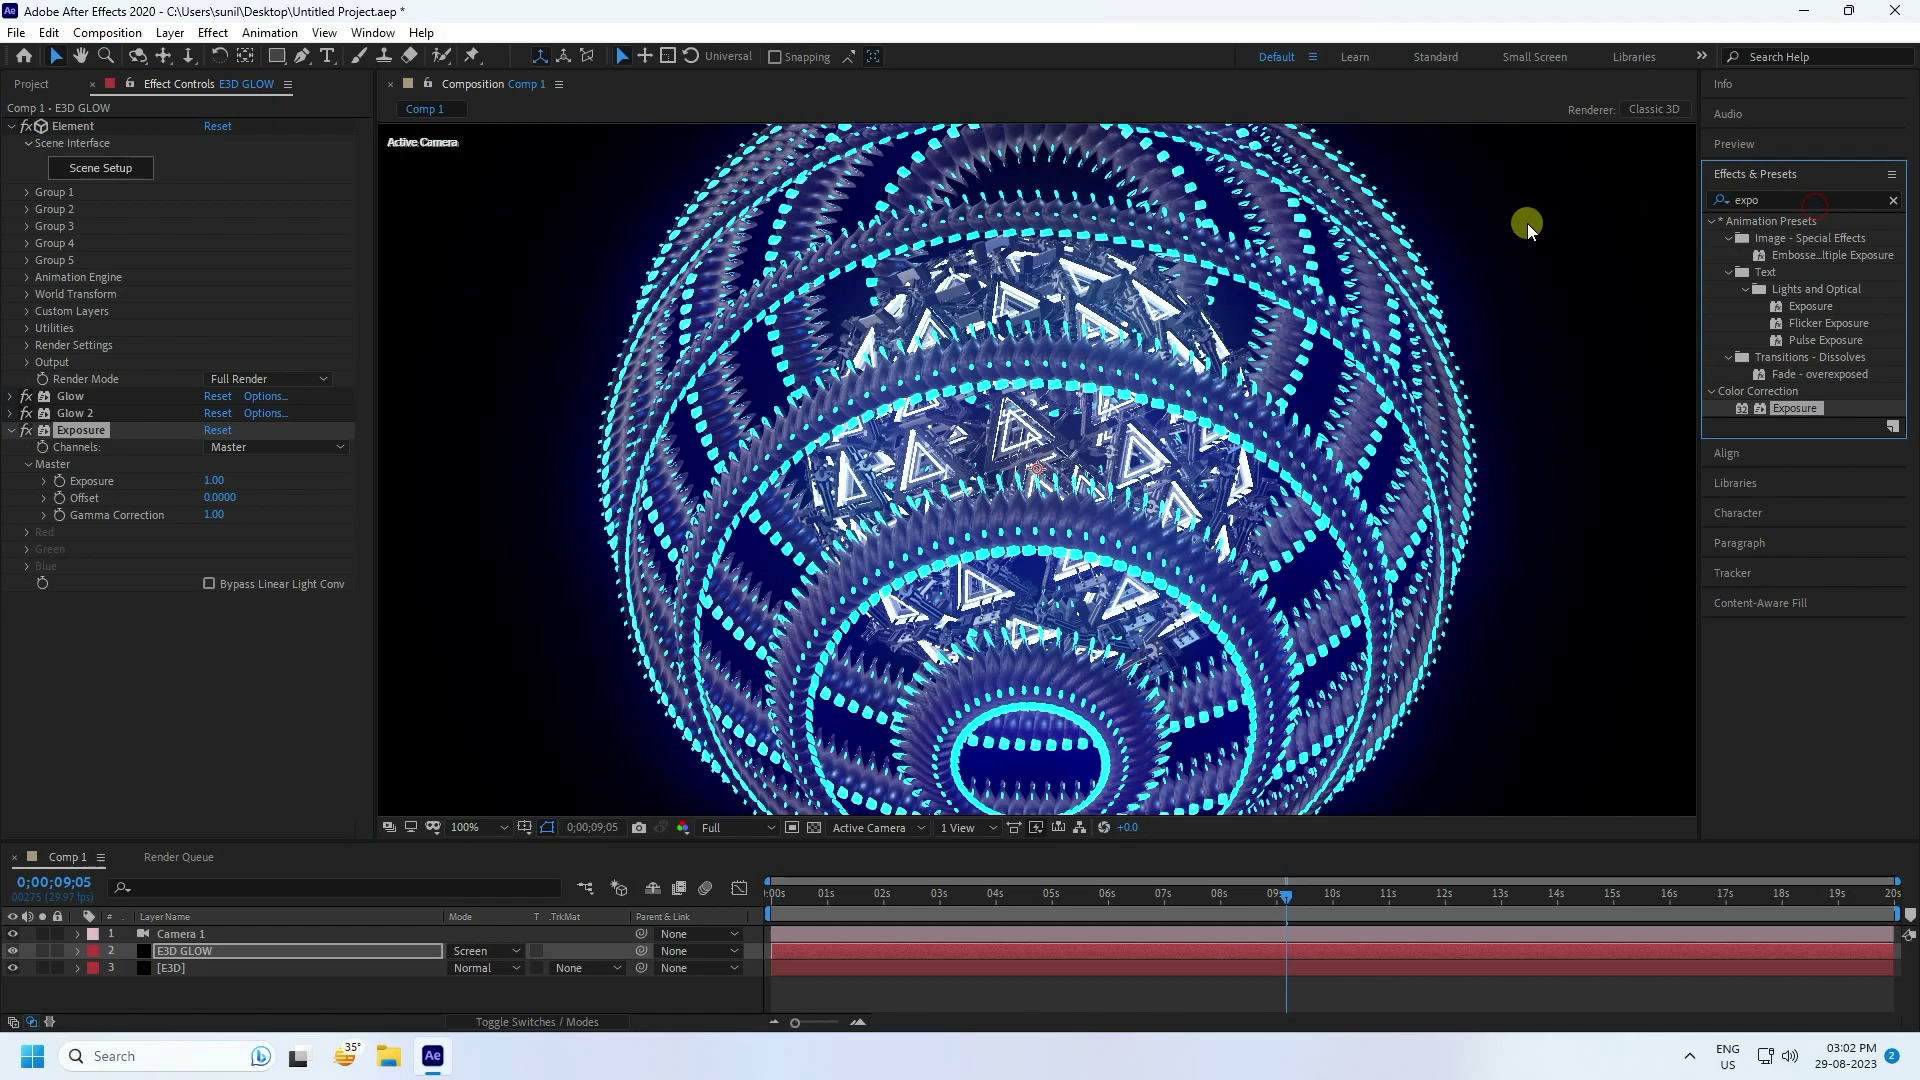 Adobe After Effects 2020 - C:\Users\sunil\Desktop\Untitled Project.aep *
File Edit Composition Layer Effect Animation View Window Help
Universal Snapping Default Learn Standard Small Screen Libraries Search Help
Project Effect Controls E3D GLOW Composition Comp 1 Info
Comp 1 • E3D GLOW Comp 1 Renderer: Classic 3D
Audio
Element Reset Active Camera
Scene Interface Preview
Scene Setup Effects & Presets
Group 1 expo
Group 2 * Animation Presets
Group 3 Image - Special Effects
Group 4 Embosse...ltiple Exposure
Group 5 Text
Animation Engine Lights and Optical
World Transform Exposure
Custom Layers Flicker Exposure
Utilities Pulse Exposure
Render Settings Transitions - Dissolves
Output Fade - overexposed
Render Mode Full Render Color Correction
Glow Reset Options... 32 Exposure
Glow 2 Reset Options...
Exposure Reset
Channels: Master Align
Master Libraries
Exposure 1.00 Character
Offset 0.0000 Paragraph
Gamma Correction 1.00 Tracker
Red Content-Aware Fill
Green
Blue
Bypass Linear Light Conv
100% 0;00;09;05 Full Active Camera 1 View +0.0
Comp 1 Render Queue
0;00;09;05
00275 (29.97 fps)
:00s 01s 02s 03s 04s 05s 06s 07s 08s 09s 10s 11s 12s 13s 14s 15s 16s 17s 18s 19s 20s
# Layer Name Mode T .TrkMat Parent & Link
1 Camera 1 None
2 E3D GLOW Screen None
3 [E3D] Normal None None
Toggle Switches / Modes
Search 35° Ae ENG US 03:02 PM 29-08-2023 2